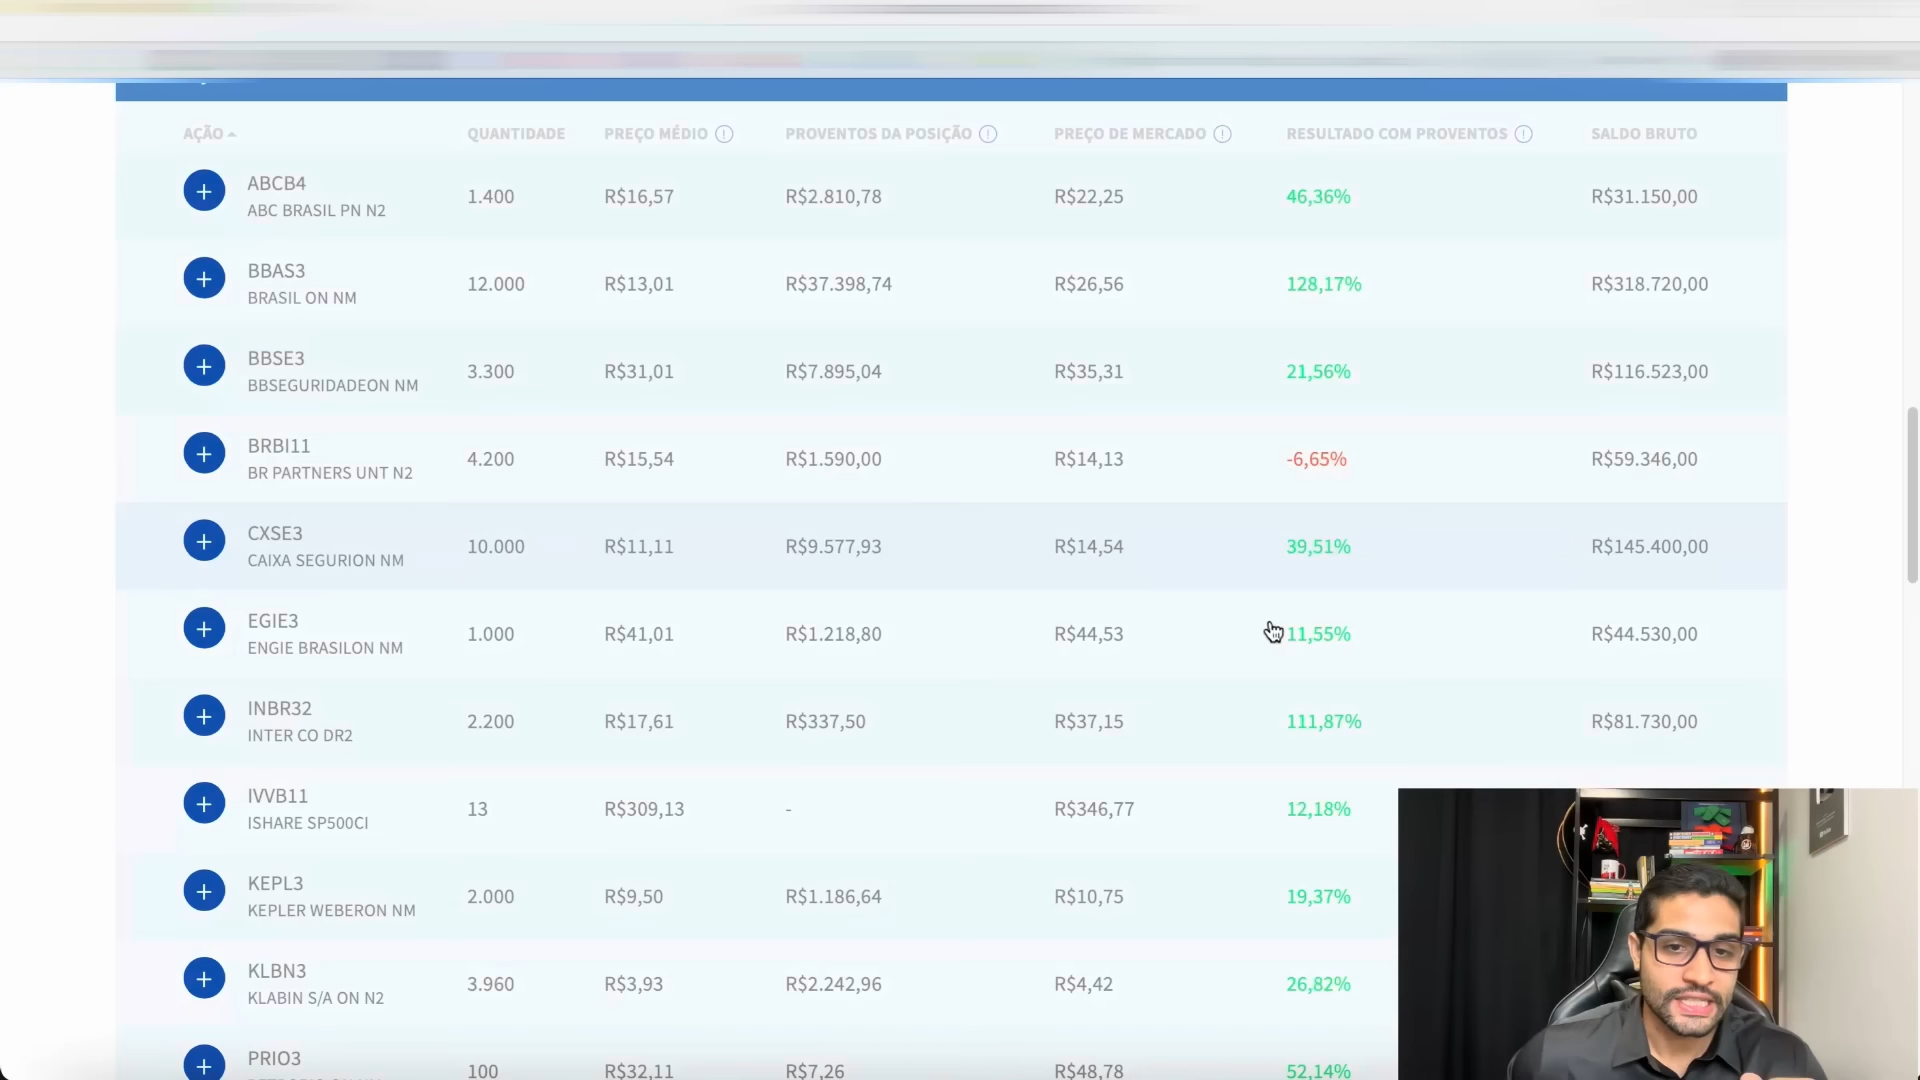 AÇÃO QUANTIDADE PREÇO MÉDIO PROVENTOS DA POSIÇÃO PREÇO DE MERCADO RESULTADO COM PROVENTOS SALDO BRUTO
ABCB4
ABC BRASIL PN N2
1.400 R$16,57 R$2.810,78 R$22,25 46,36% R$31.150,00
BBAS3
BRASIL ON NM
12.000 R$13,01 R$37.398,74 R$26,56 128,17% R$318.720,00
BBSE3
BBSEGURIDADEON NM
3.300 R$31,01 R$7.895,04 R$35,31 21,56% R$116.523,00
BRBI11
BR PARTNERS UNT N2
4.200 R$15,54 R$1.590,00 R$14,13 -6,65% R$59.346,00
CXSE3
CAIXA SEGURION NM
10.000 R$11,11 R$9.577,93 R$14,54 39,51% R$145.400,00
EGIE3
ENGIE BRASILON NM
1.000 R$41,01 R$1.218,80 R$44,53 11,55% R$44.530,00
INBR32
INTER CO DR2
2.200 R$17,61 R$337,50 R$37,15 111,87% R$81.730,00
IVVB11
ISHARE SP500CI
13 R$309,13 - R$346,77 12,18%
KEPL3
KEPLER WEBERON NM
2.000 R$9,50 R$1.186,64 R$10,75 19,37%
KLBN3
KLABIN S/A ON N2
3.960 R$3,93 R$2.242,96 R$4,42 26,82%
PRIO3
100 R$32,11 R$7,26 R$48,78 52,14%